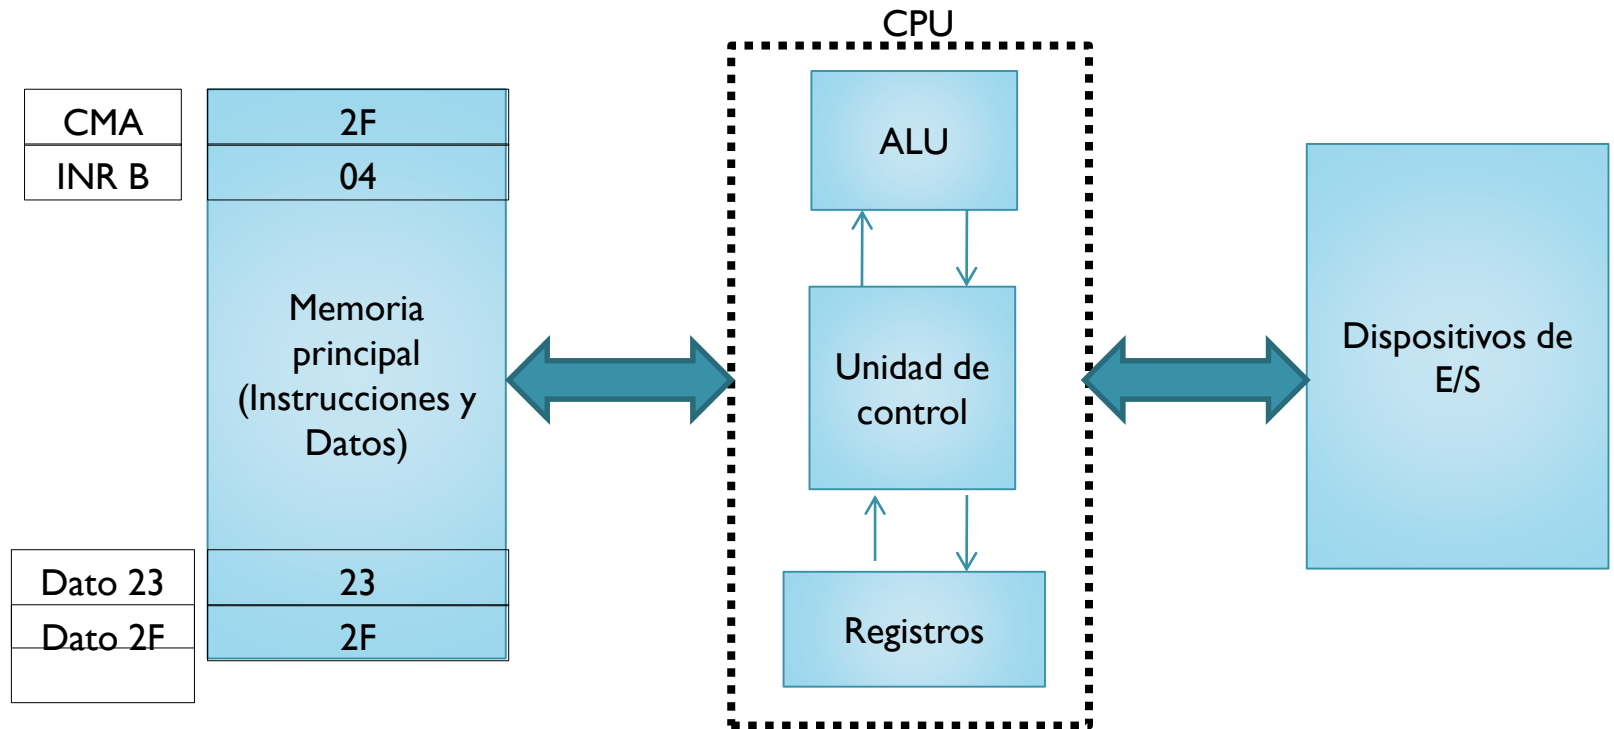 CPU
CMA
2F
INR B
04
Memoria
principal
(Instrucciones y
Datos)
Dato 23
23
Dato 2F
2F
ALU
Unidad de
control
Registros
Dispositivos de
E/S